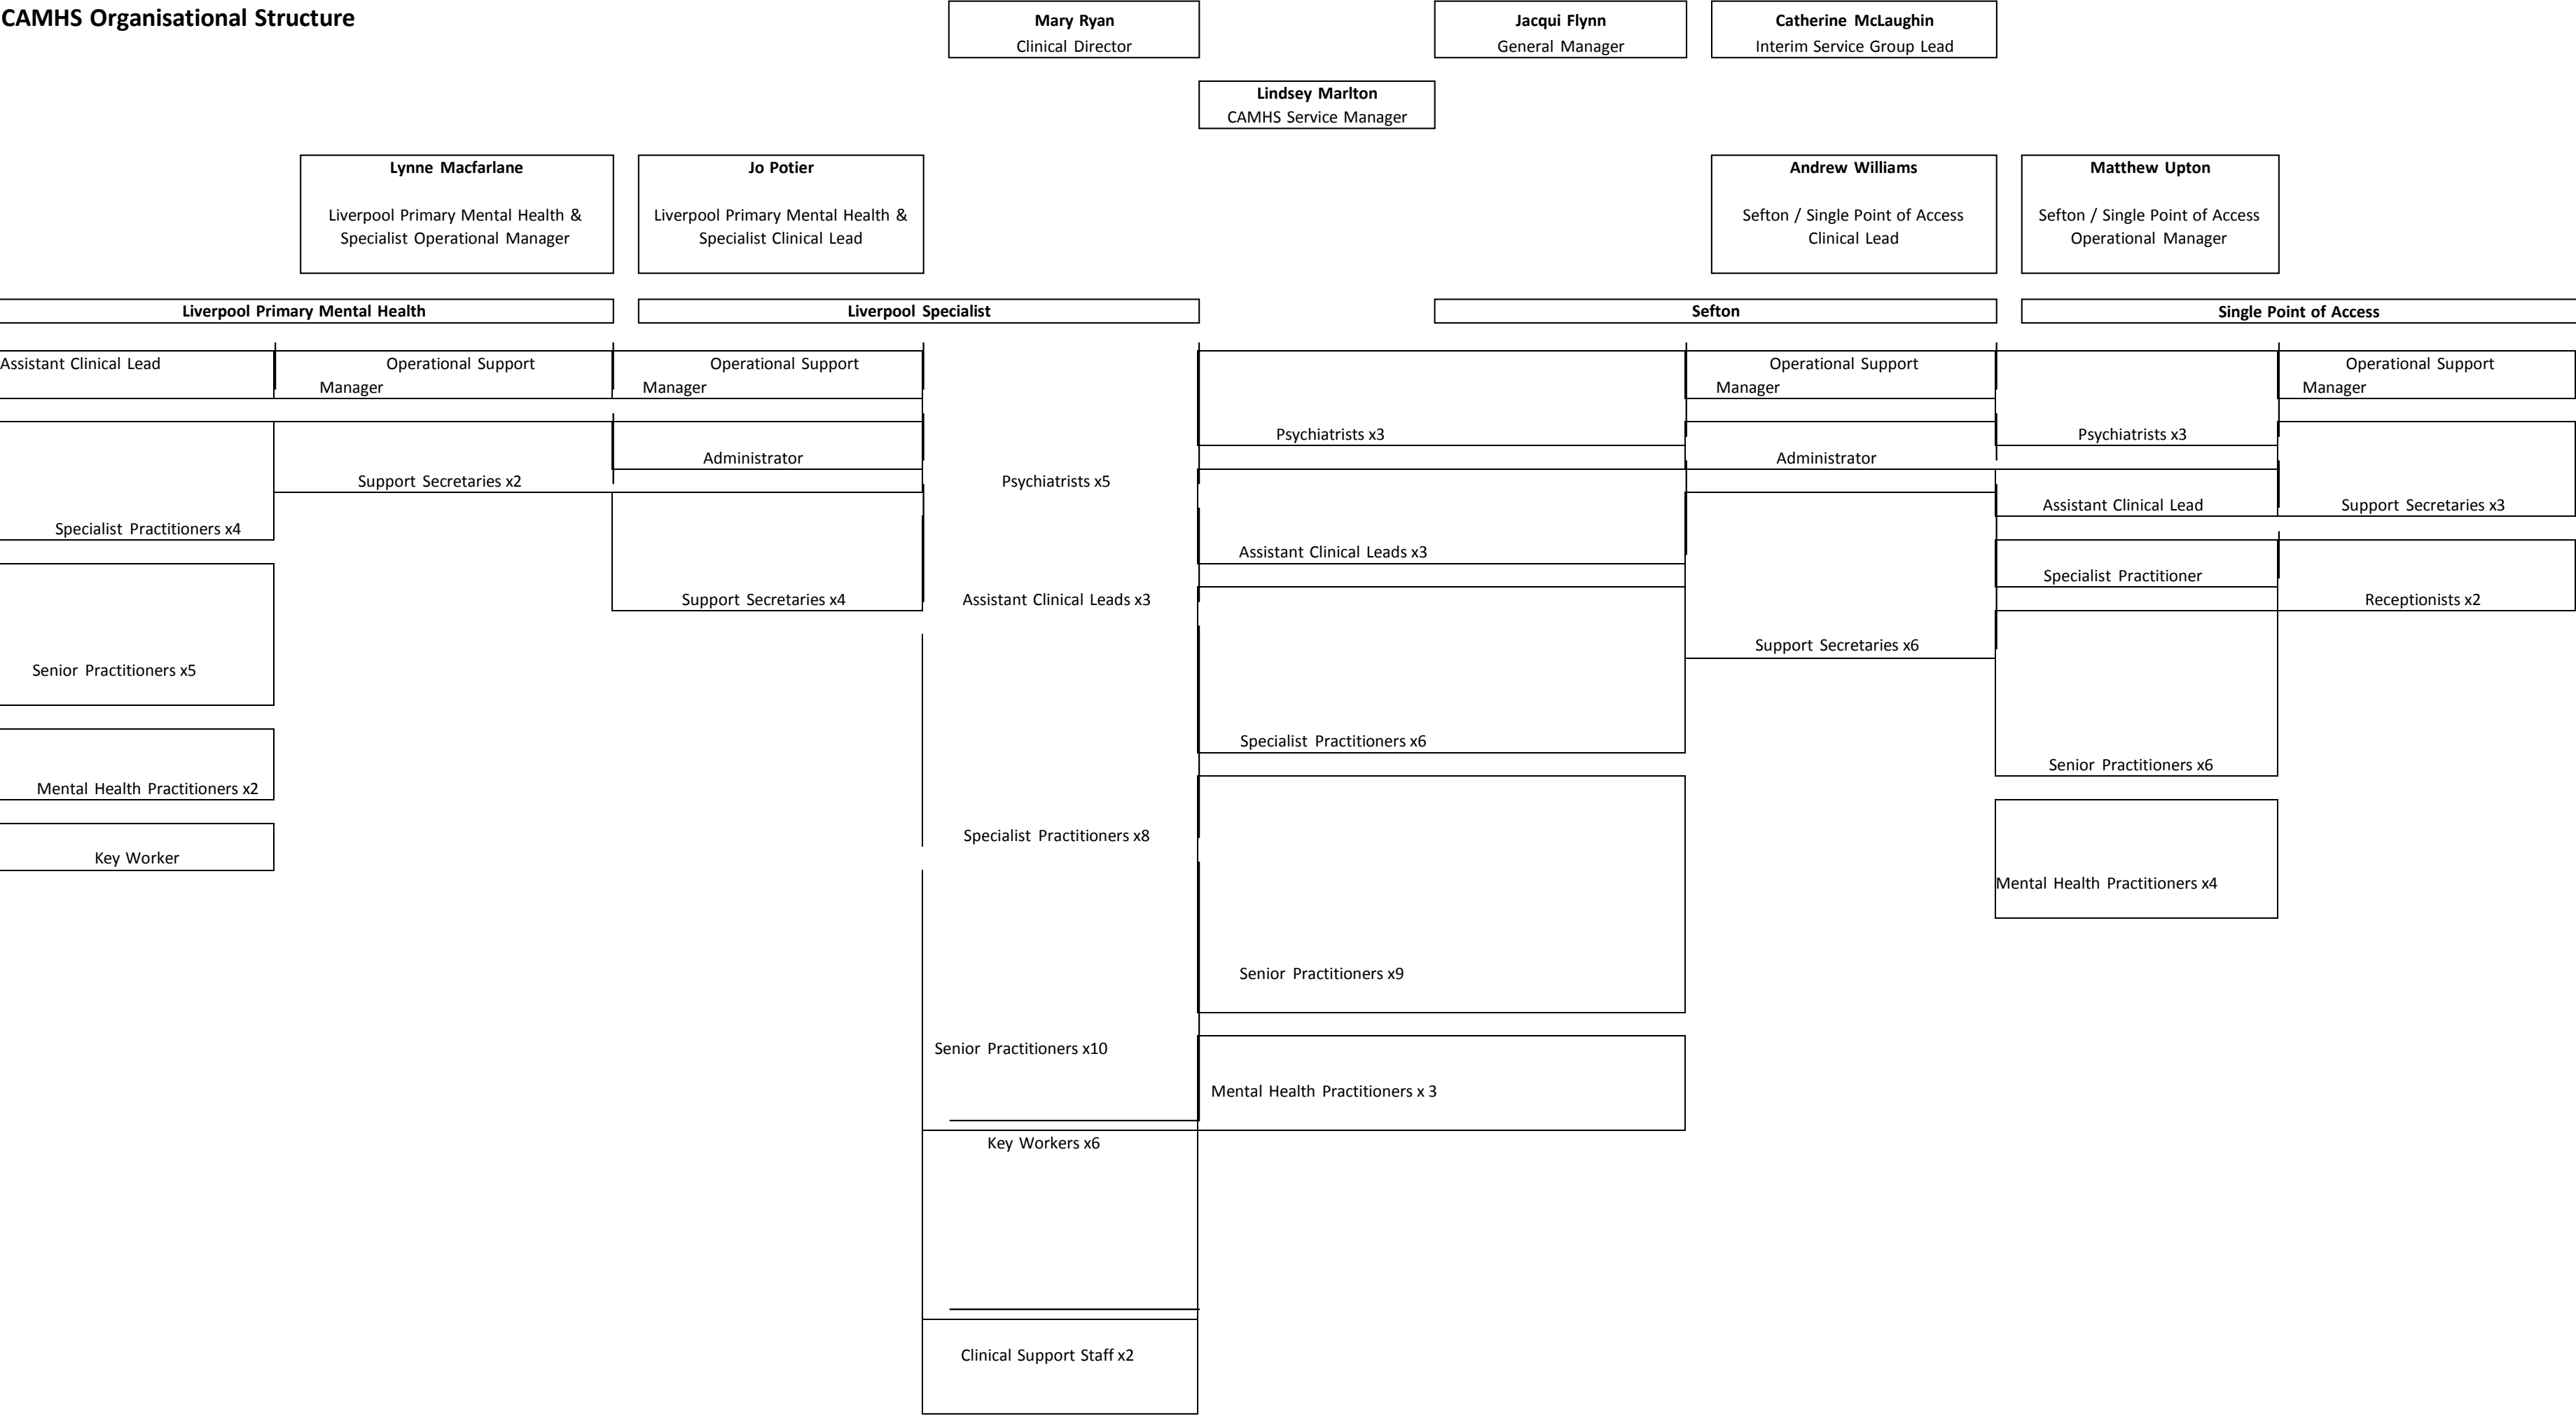 CAMHS Organisational Structure
Mary Ryan
Clinical Director
Jacqui Flynn
General Manager
Catherine McLaughin
Interim Service Group Lead
Lindsey Marlton
CAMHS Service Manager
Lynne Macfarlane
Liverpool Primary Mental Health &
Specialist Operational Manager
Jo Potier
Liverpool Primary Mental Health &
Specialist Clinical Lead
Andrew Williams
Sefton / Single Point of Access
Clinical Lead
Matthew Upton
Sefton / Single Point of Access
Operational Manager
Liverpool Primary Mental Health
Assistant Clinical Lead
Specialist Practitioners x4
Senior Practitioners x5
Mental Health Practitioners x2
Key Worker
Operational Support
Manager
Support Secretaries x2
Liverpool Specialist
Operational Support
Manager
Administrator
Support Secretaries x4
Psychiatrists x5
Assistant Clinical Leads x3
Specialist Practitioners x8
Senior Practitioners x10
Key Workers x6
Clinical Support Staff x2
Sefton
Psychiatrists x3
Assistant Clinical Leads x3
Specialist Practitioners x6
Senior Practitioners x9
Mental Health Practitioners x 3
Operational Support
Manager
Administrator
Support Secretaries x6
Single Point of Access
Psychiatrists x3
Assistant Clinical Lead
Specialist Practitioner
Senior Practitioners x6
Mental Health Practitioners x4
Operational Support
Manager
Support Secretaries x3
Receptionists x2